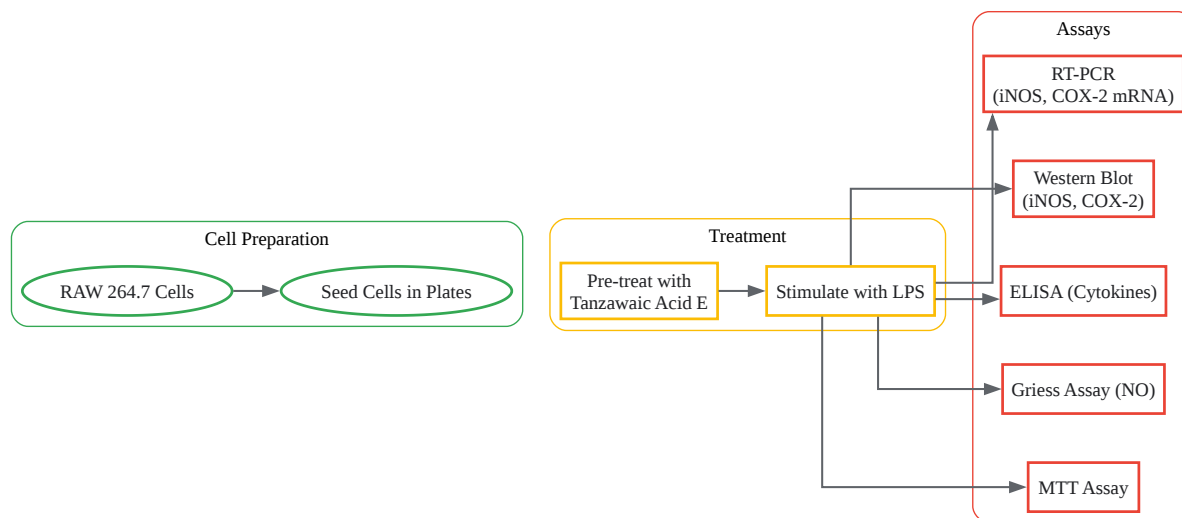 Cell Preparation
RAW 264.7 Cells
Seed Cells in Plates
Treatment
Pre-treat with
Tanzawaic Acid E
Stimulate with LPS
Assays
RT-PCR
(iNOS, COX-2 mRNA)
Western Blot
(iNOS, COX-2)
ELISA (Cytokines)
Griess Assay (NO)
MTT Assay